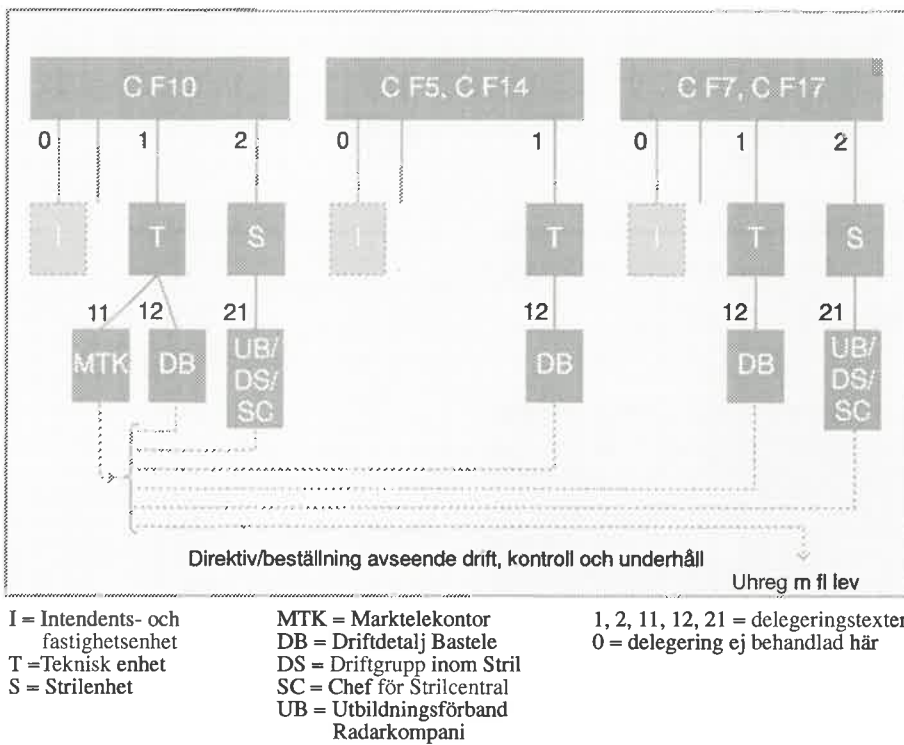 C F10
C F5, C F14
C F7, C F17
0 1 2
0 1
0 1 2
I T S
I T
I T S
11 12 21
12
12 21
MTK DB UB/
DS/
SC
DB
DB UB/
DS/
SC
Direktiv/beställning avseende drift, kontroll och underhåll
Uhreg m fl lev
I = Intendents- och
fastighetsenhet
T =Teknisk enhet
S = Strilenhet
MTK = Marktelekontor
DB = Driftdetalj Bastele
DS = Driftgrupp inom Stril
SC = Chef för Strilcentral
UB = Utbildningsförband
Radarkompani
1, 2, 11, 12, 21 = delegeringstexter
0 = delegering ej behandlad här